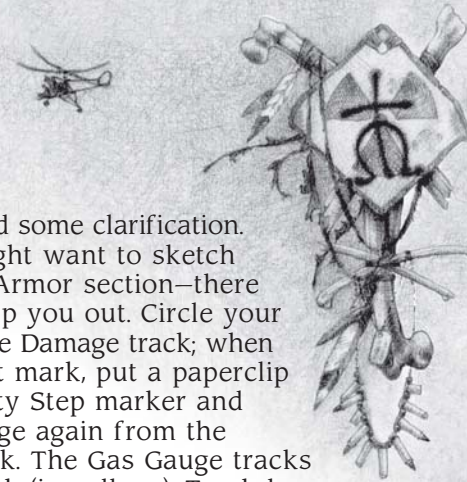 d some clarification.
ght want to sketch
Armor section—there
p you out. Circle your
e Damage track; when
t mark, put a paperclip
ty Step marker and
ge again from the
k. The Gas Gauge tracks